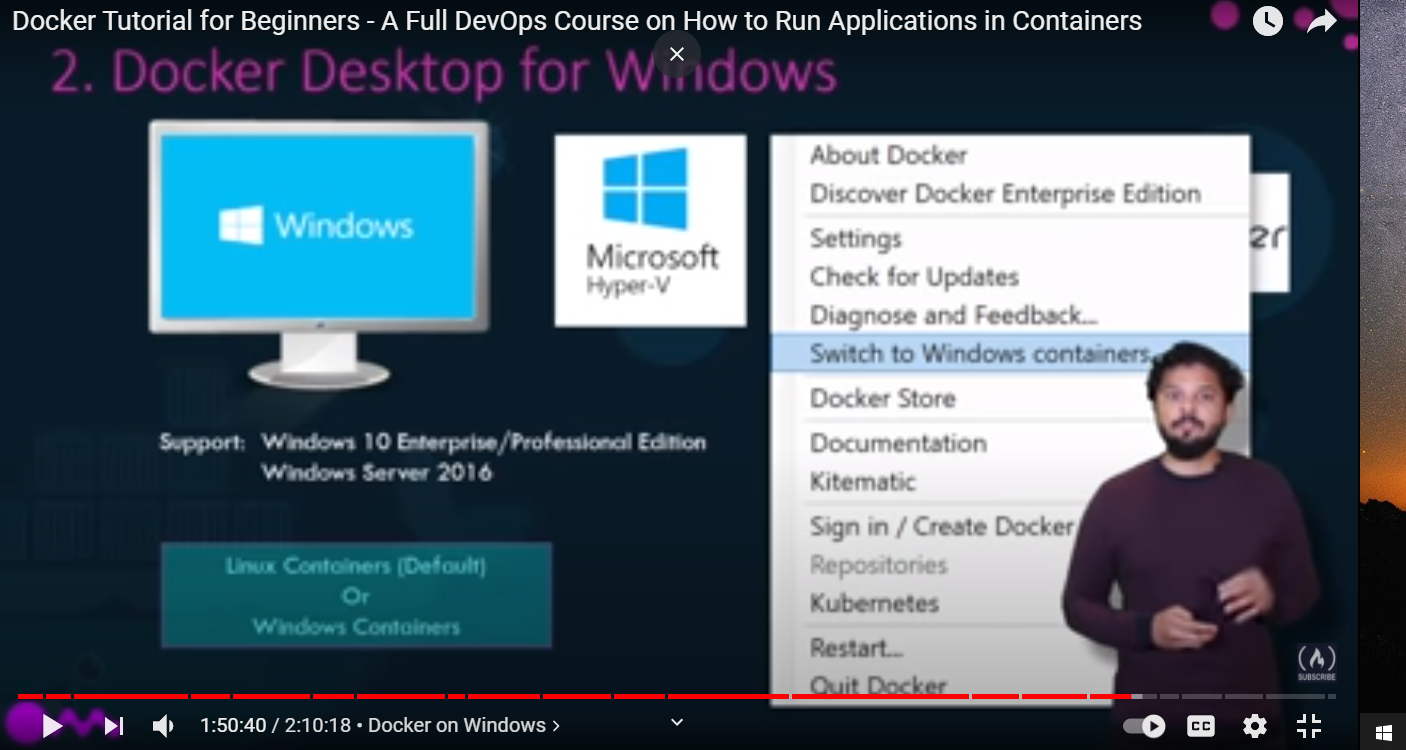 Docker Tutorial for Beginners - A Full DevOps Course on How to Run Applications in Containers
2. Docker Desktop for Windows
Windows
Microsoft
Hyper-V
About Docker
Discover Docker Enterprise Edition
Settings
Check for Updates
Diagnose and Feedback...
Switch to Windows containers...
Docker Store
Documentation
Kitematic
Sign in / Create Docker
Repositories
Kubernetes
Restart...
Quit Docker
er
Support: Windows 10 Enterprise/Professional Edition
Windows Server 2016
Linux Containers (Default)
Or
Windows Containers
SUBSCRIBE
1:50:40 / 2:10:18 • Docker on Windows ›
CC